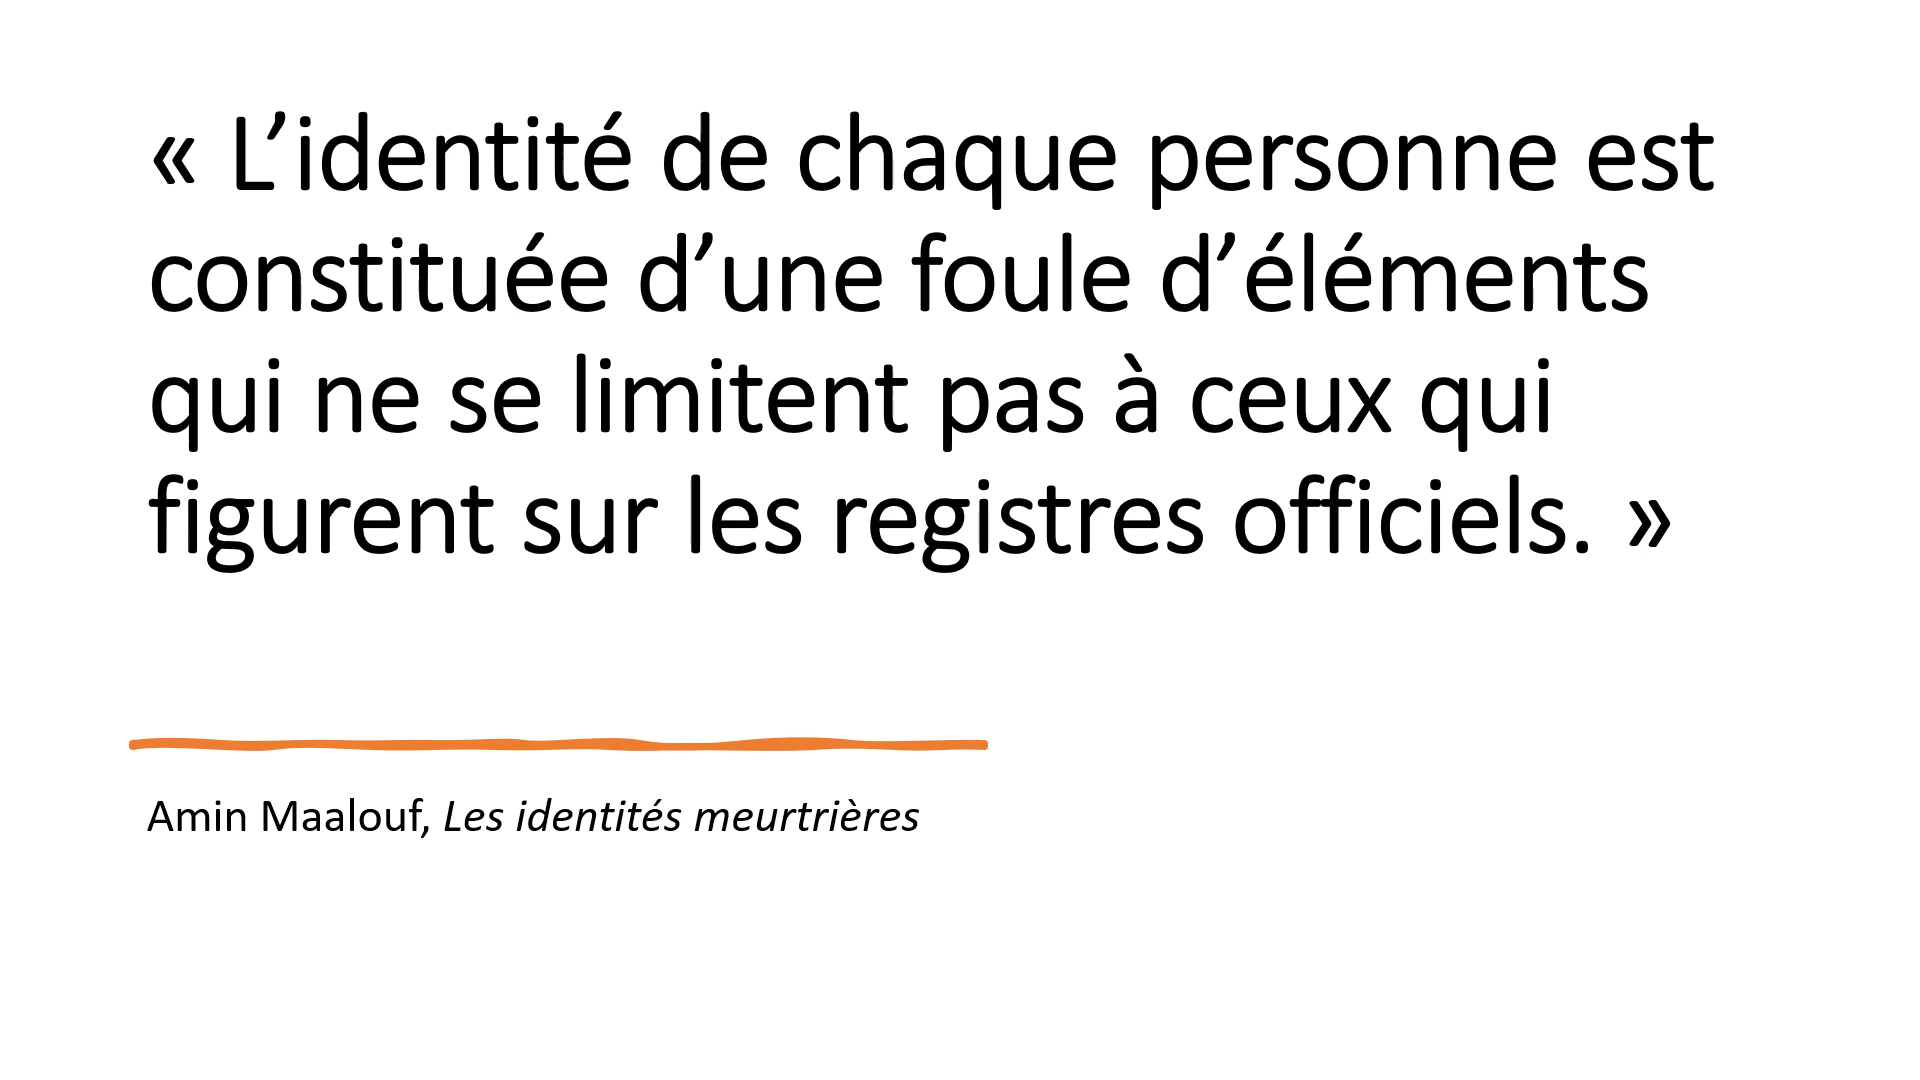 « L’identité de chaque personne est
constituée d’une foule d’éléments
qui ne se limitent pas à ceux qui
figurent sur les registres officiels. »
Amin Maalouf, Les identités meurtrières